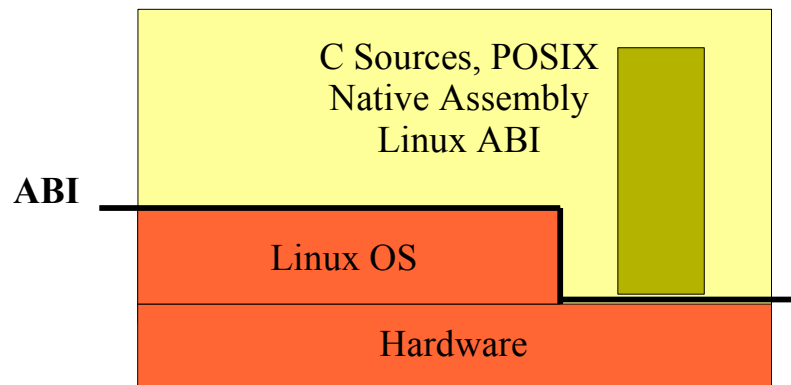 C Sources, POSIX
Native Assembly
Linux ABI
ABI
Linux OS
Hardware